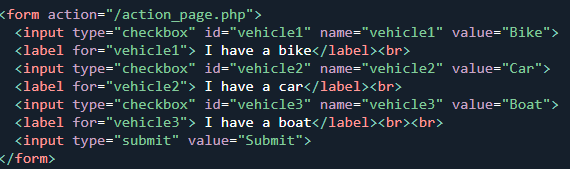 <form action="/action_page.php">
  <input type="checkbox" id="vehicle1" name="vehicle1" value="Bike">
  <label for="vehicle1"> I have a bike</label><br>
  <input type="checkbox" id="vehicle2" name="vehicle2" value="Car">
  <label for="vehicle2"> I have a car</label><br>
  <input type="checkbox" id="vehicle3" name="vehicle3" value="Boat">
  <label for="vehicle3"> I have a boat</label><br><br>
  <input type="submit" value="Submit">
</form>